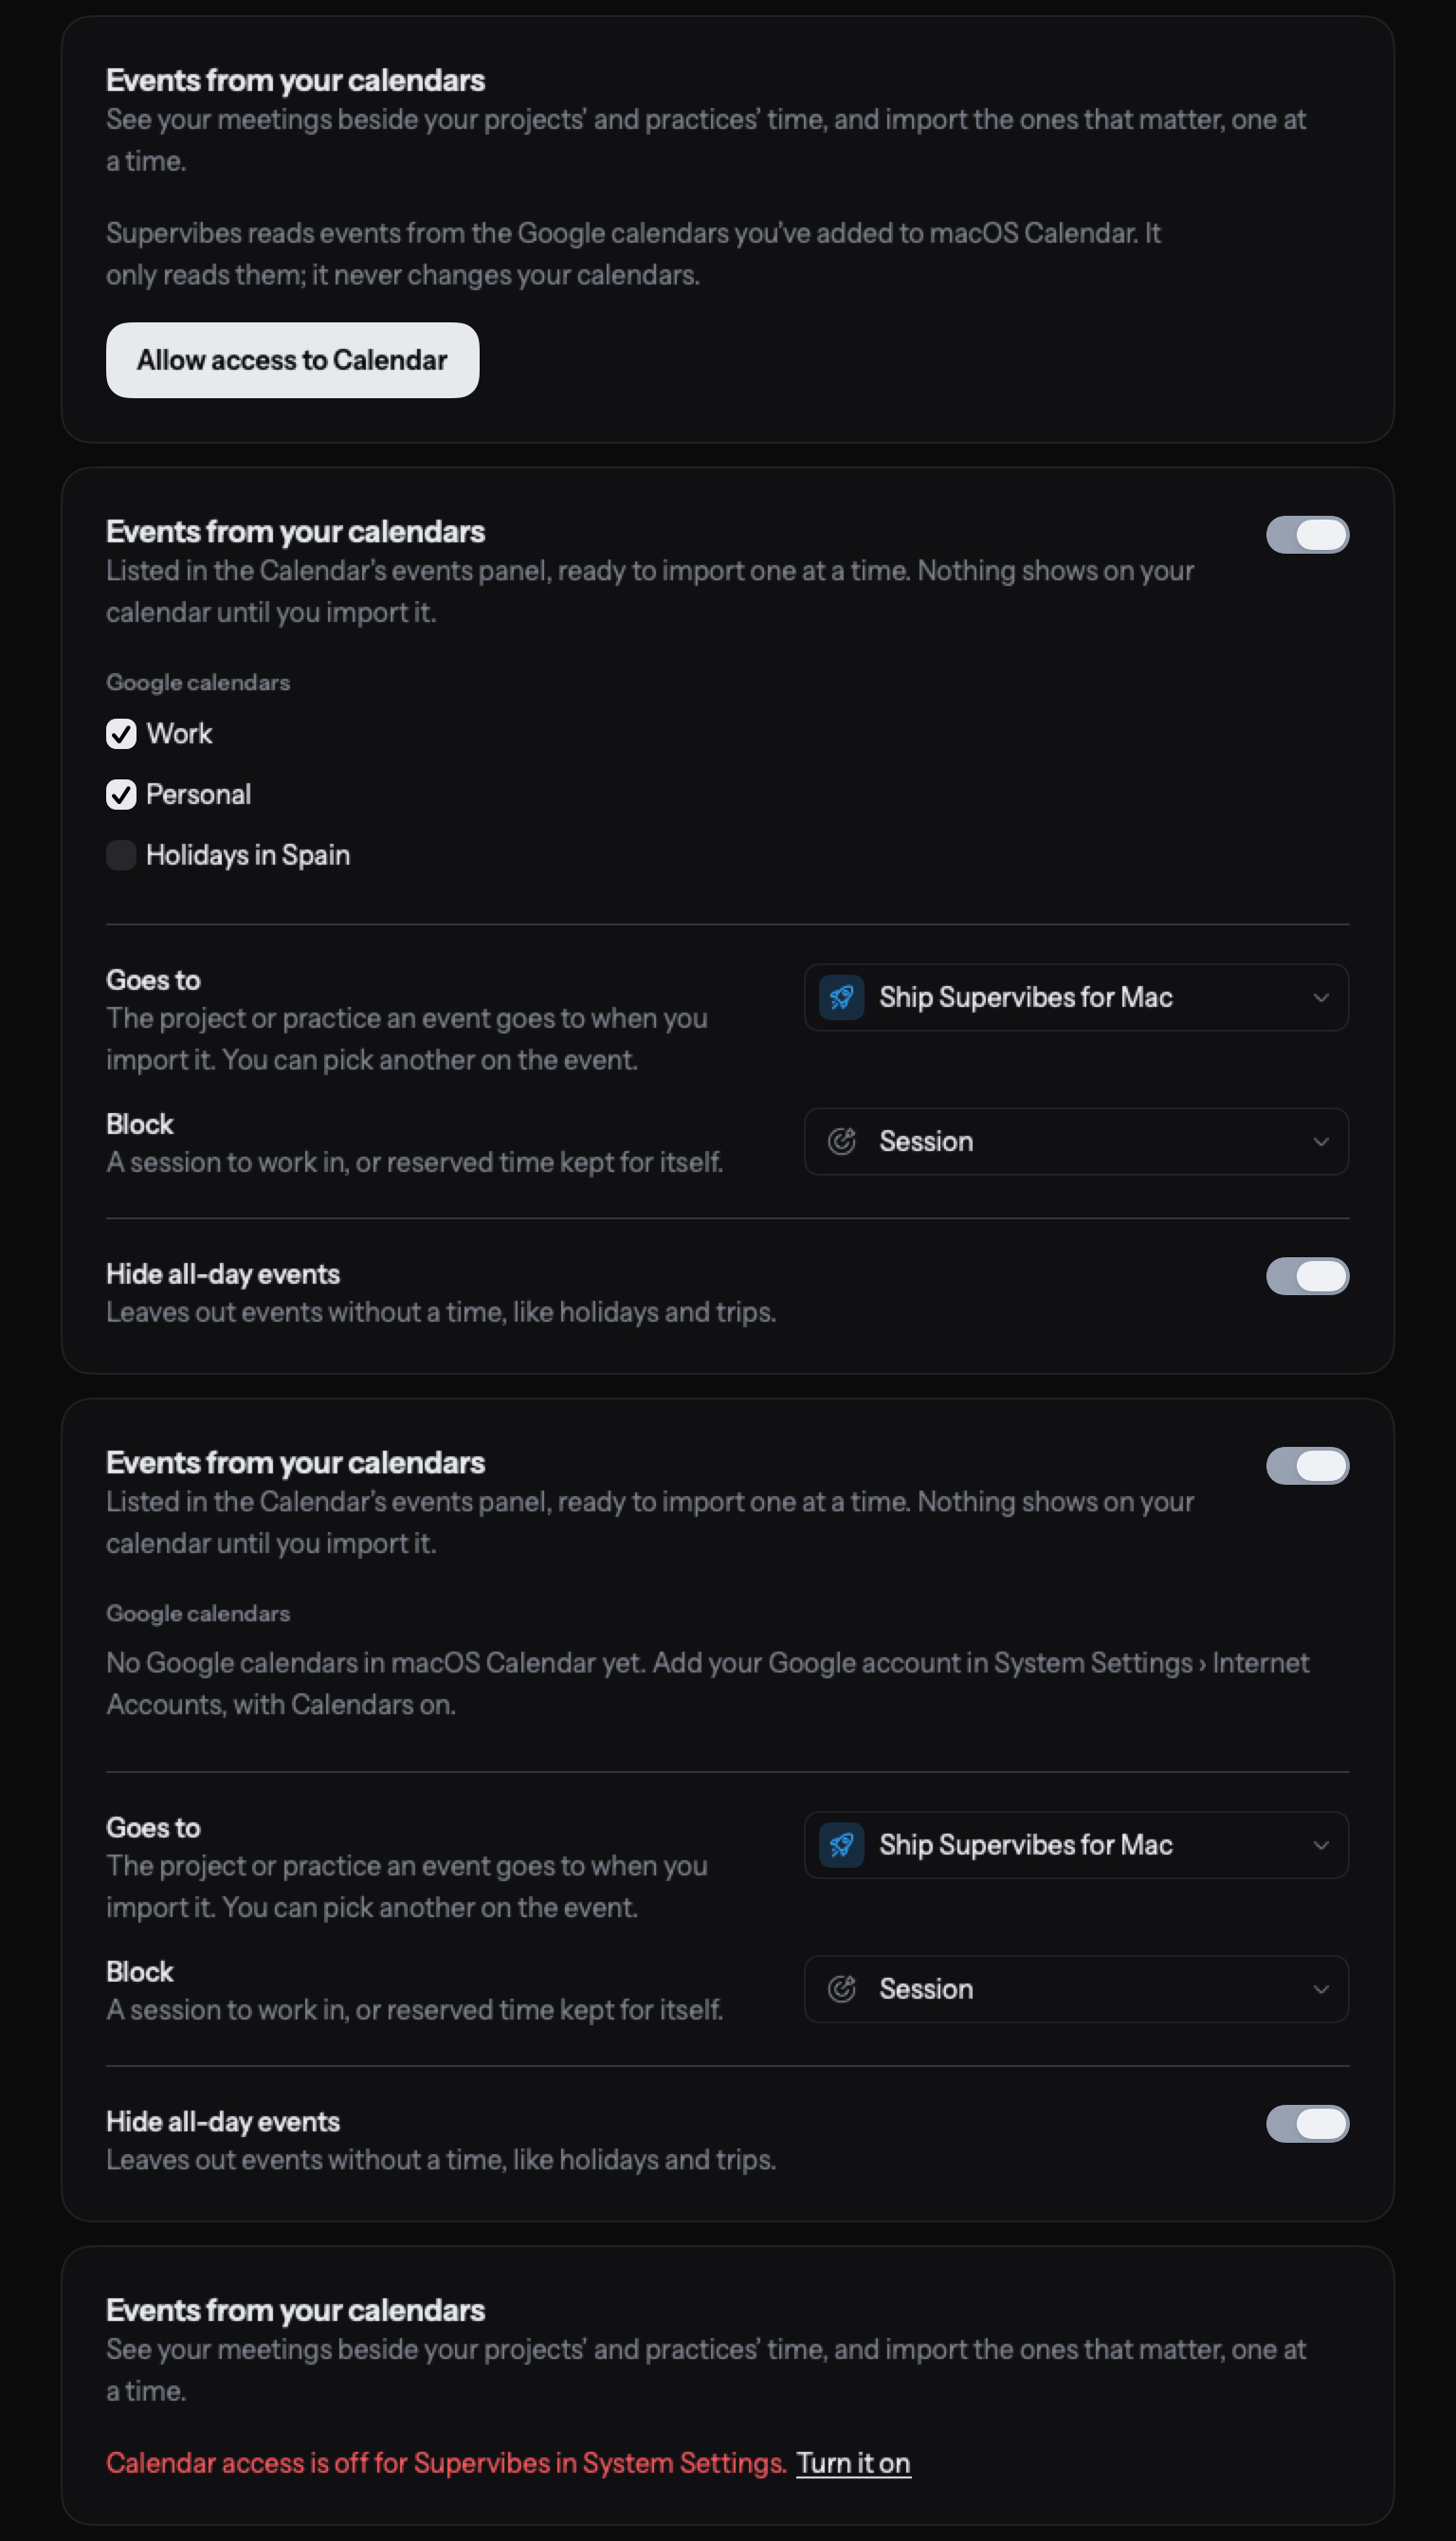 Events from your calendars
See your meetings beside your projects’ and practices’ time, and import the ones that matter, one at
a time.
Supervibes reads events from the Google calendars you’ve added to macOS Calendar. It
only reads them; it never changes your calendars.
Allow access to Calendar
Events from your calendars
Listed in the Calendar’s events panel, ready to import one at a time. Nothing shows on your
calendar until you import it.
Google calendars
Work
Personal
Holidays in Spain
Goes to
The project or practice an event goes to when you
import it. You can pick another on the event.
Ship Supervibes for Mac
Block
A session to work in, or reserved time kept for itself.
Session
Hide all-day events
Leaves out events without a time, like holidays and trips.
Events from your calendars
Listed in the Calendar’s events panel, ready to import one at a time. Nothing shows on your
calendar until you import it.
Google calendars
No Google calendars in macOS Calendar yet. Add your Google account in System Settings › Internet
Accounts, with Calendars on.
Goes to
The project or practice an event goes to when you
import it. You can pick another on the event.
Ship Supervibes for Mac
Block
A session to work in, or reserved time kept for itself.
Session
Hide all-day events
Leaves out events without a time, like holidays and trips.
Events from your calendars
See your meetings beside your projects’ and practices’ time, and import the ones that matter, one at
a time.
Calendar access is off for Supervibes in System Settings. Turn it on